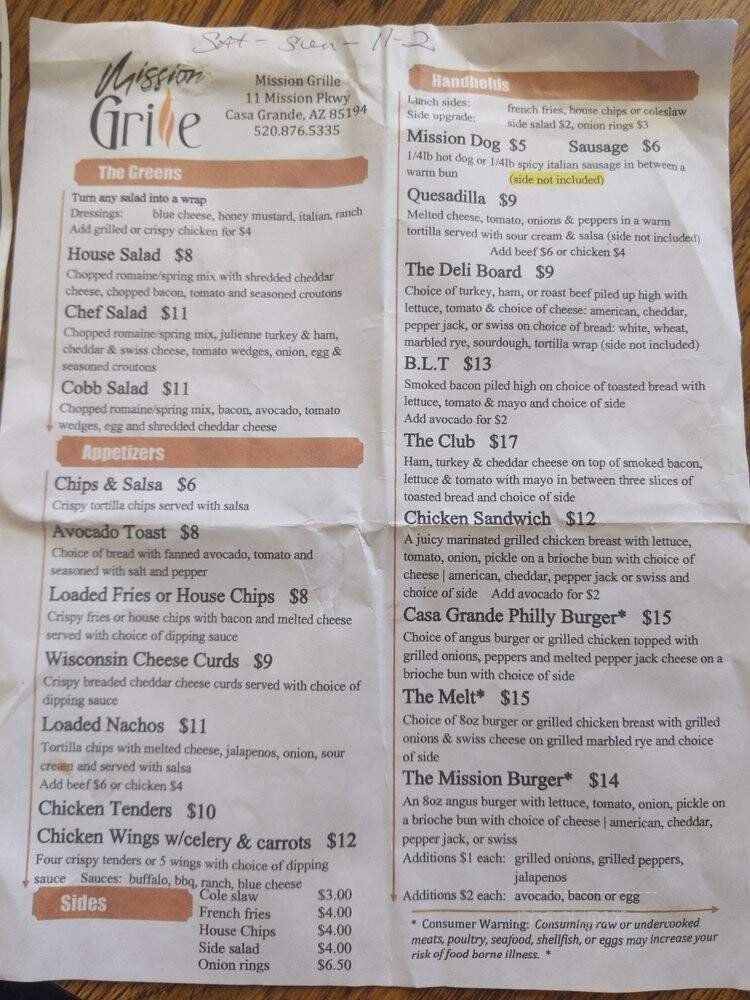 Sat - Sun - 11-2
Mission
Grille
Mission Grille
11 Mission Pkwy
Casa Grande, AZ 85194
520.876.5335
The Greens
Turn any salad into a wrap
Dressings: blue cheese, honey mustard, italian, ranch
Add grilled or crispy chicken for $4
House Salad $8
Chopped romaine/spring mix with shredded cheddar
cheese, chopped bacon, tomato and seasoned croutons
Chef Salad $11
Chopped romaine/spring mix, julienne turkey & ham,
cheddar & swiss cheese, tomato wedges, onion, egg &
seasoned croutons
Cobb Salad $11
Chopped romaine/spring mix, bacon, avocado, tomato
wedges, egg and shredded cheddar cheese
Appetizers
Chips & Salsa $6
Crispy tortilla chips served with salsa
Avocado Toast $8
Choice of bread with fanned avocado, tomato and
seasoned with salt and pepper
Loaded Fries or House Chips $8
Crispy fries or house chips with bacon and melted cheese
served with choice of dipping sauce
Wisconsin Cheese Curds $9
Crispy breaded cheddar cheese curds served with choice of
dipping sauce
Loaded Nachos $11
Tortilla chips with melted cheese, jalapenos, onion, sour
cream and served with salsa
Add beef $6 or chicken $4
Chicken Tenders $10
Chicken Wings w/celery & carrots $12
Four crispy tenders or 5 wings with choice of dipping
sauce Sauces: buffalo, bbq, ranch, blue cheese
Sides
Cole slaw $3.00
French fries $4.00
House Chips $4.00
Side salad $4.00
Onion rings $6.50
Handhelds
Lunch sides: french fries, house chips or coleslaw
Side upgrade: side salad $2, onion rings $3
Mission Dog $5 Sausage $6
1/4lb hot dog or 1/4lb spicy italian sausage in between a
warm bun (side not included)
Quesadilla $9
Melted cheese, tomato, onions & peppers in a warm
tortilla served with sour cream & salsa (side not included)
Add beef $6 or chicken $4
The Deli Board $9
Choice of turkey, ham, or roast beef piled up high with
lettuce, tomato & choice of cheese: american, cheddar,
pepper jack, or swiss on choice of bread: white, wheat,
marbled rye, sourdough, tortilla wrap (side not included)
B.L.T $13
Smoked bacon piled high on choice of toasted bread with
lettuce, tomato & mayo and choice of side
Add avocado for $2
The Club $17
Ham, turkey & cheddar cheese on top of smoked bacon,
lettuce & tomato with mayo in between three slices of
toasted bread and choice of side
Chicken Sandwich $12
A juicy marinated grilled chicken breast with lettuce,
tomato, onion, pickle on a brioche bun with choice of
cheese | american, cheddar, pepper jack or swiss and
choice of side Add avocado for $2
Casa Grande Philly Burger* $15
Choice of angus burger or grilled chicken topped with
grilled onions, peppers and melted pepper jack cheese on a
brioche bun with choice of side
The Melt* $15
Choice of 8oz burger or grilled chicken breast with grilled
onions & swiss cheese on grilled marbled rye and choice
of side
The Mission Burger* $14
An 8oz angus burger with lettuce, tomato, onion, pickle on
a brioche bun with choice of cheese | american, cheddar,
pepper jack, or swiss
Additions $1 each: grilled onions, grilled peppers,
jalapenos
Additions $2 each: avocado, bacon or egg
* Consumer Warning: Consuming raw or undercooked
meats, poultry, seafood, shellfish, or eggs may increase your
risk of food borne illness. *